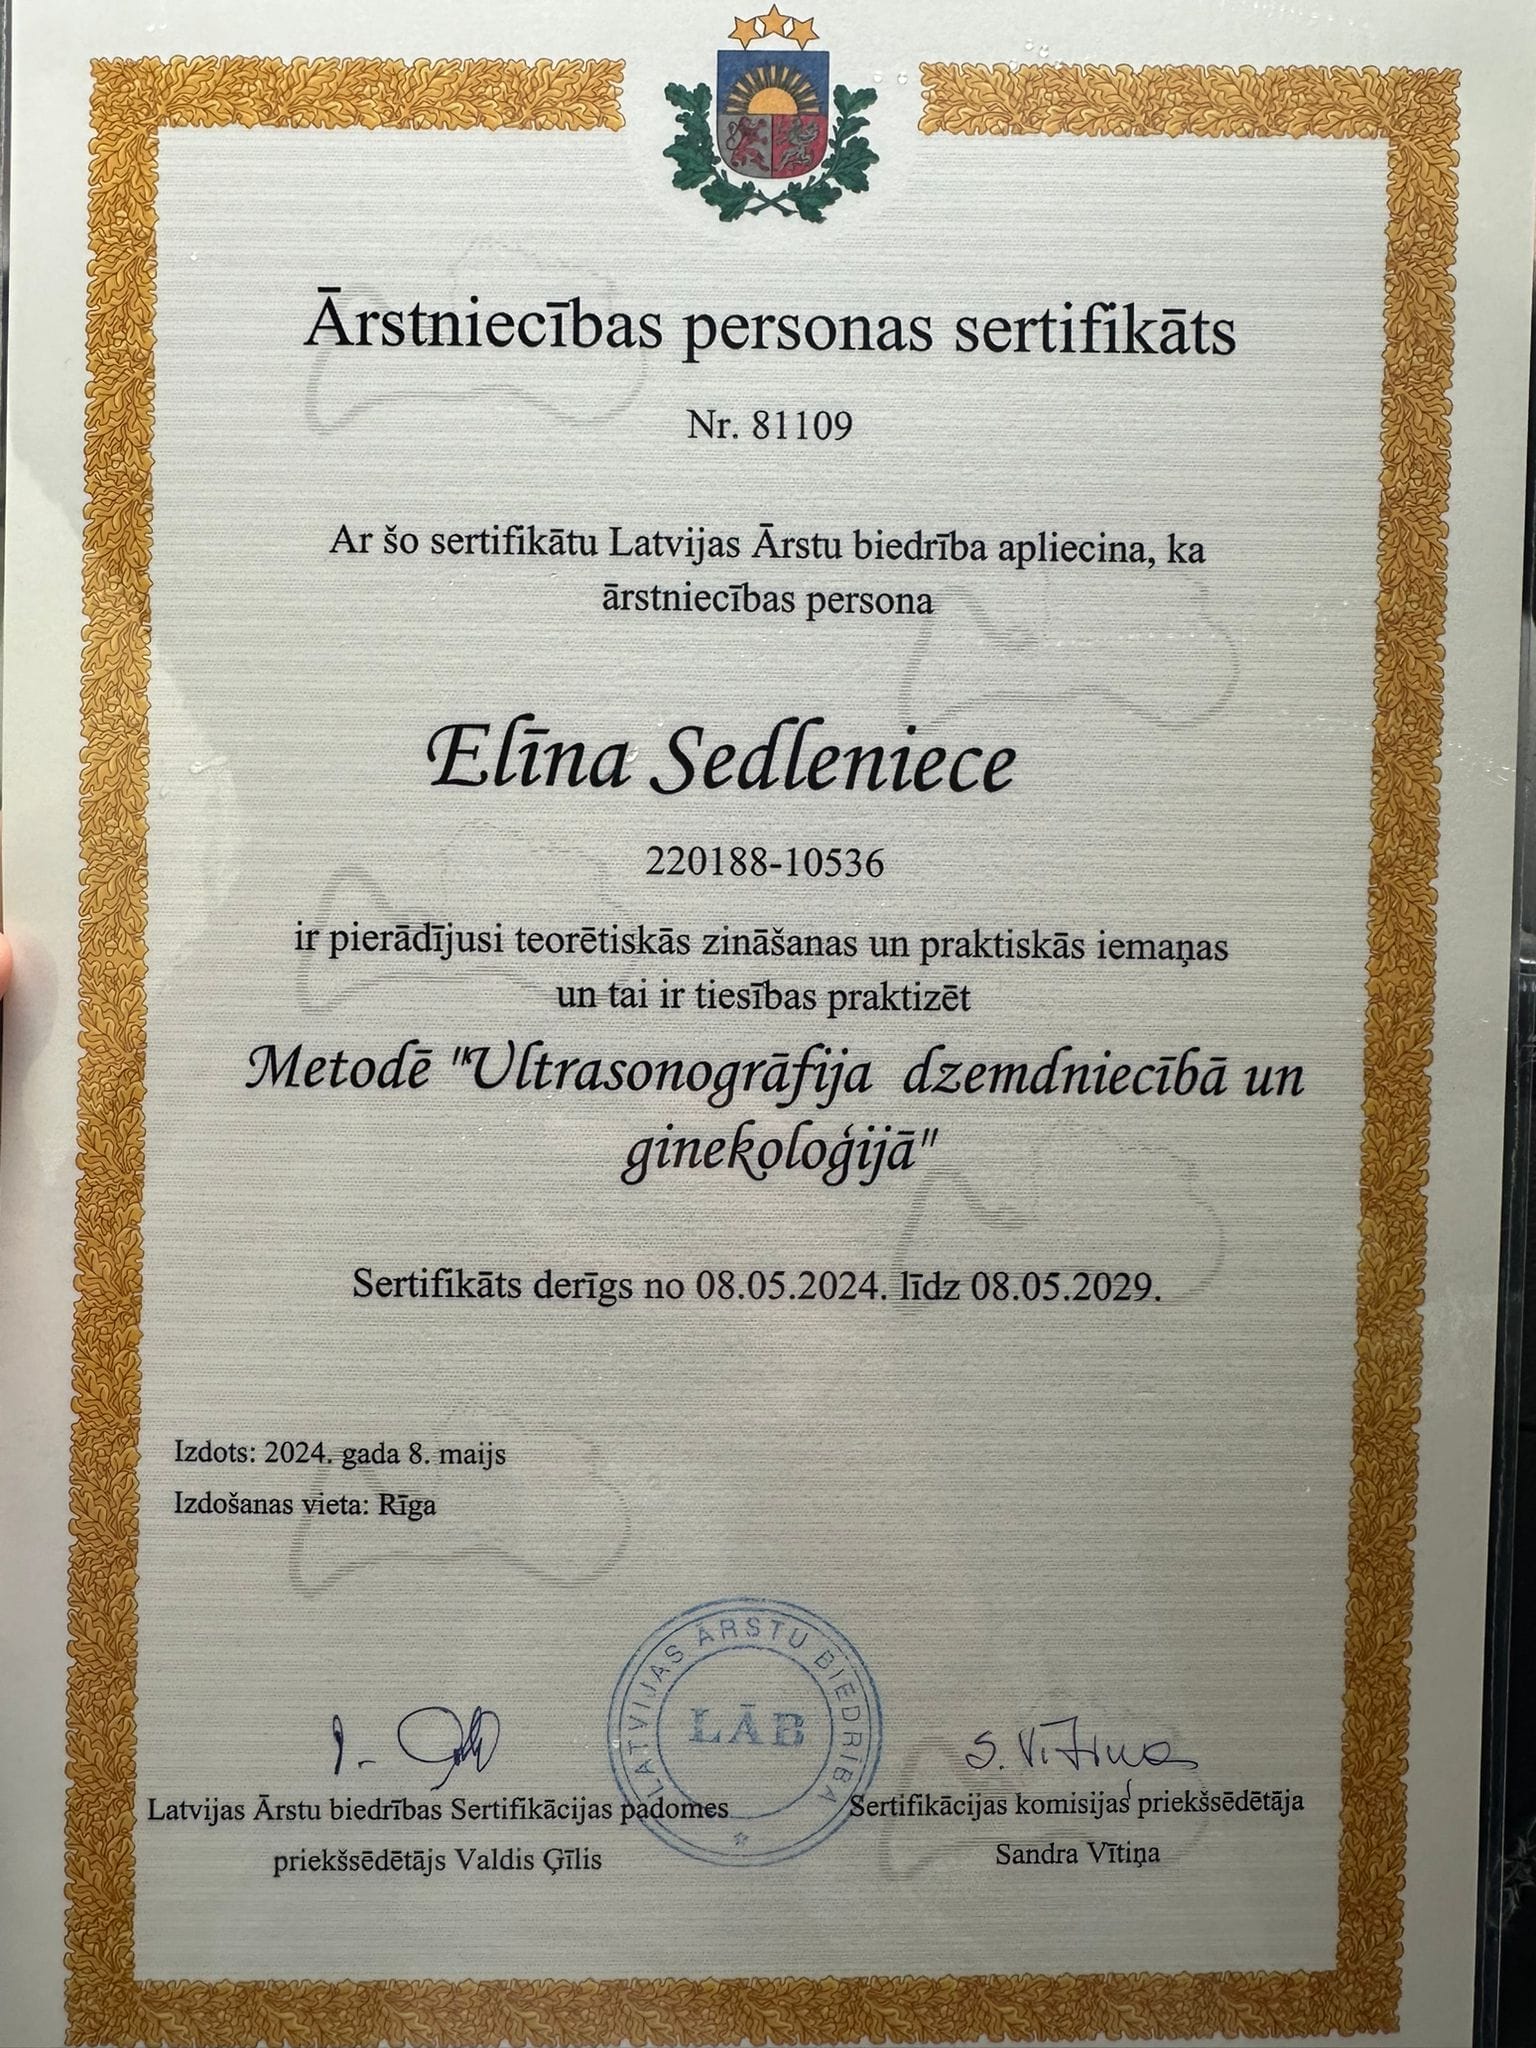 Ārstniecības personas sertifikāts
Nr. 81109
Ar šo sertifikātu Latvijas Ārstu biedrība apliecina, ka
ārstniecības persona
Elīna Sedleniece
220188-10536
ir pierādījusi teorētiskās zināšanas un praktiskās iemaņas
un tai ir tiesības praktizēt
Metodē "Ultrasonogrāfija dzemdniecībā un
ginekoloģijā"
Sertifikāts derīgs no 08.05.2024. līdz 08.05.2029.
Izdots: 2024. gada 8. maijs
Izdošanas vieta: Rīga
LATVIJAS ĀRSTU BIEDRĪBA
LĀB
S. Vītiņa
Latvijas Ārstu biedrības Sertifikācijas padomes
priekšsēdētājs Valdis Ģīlis
Sertifikācijas komisijas priekšsēdētāja
Sandra Vītiņa